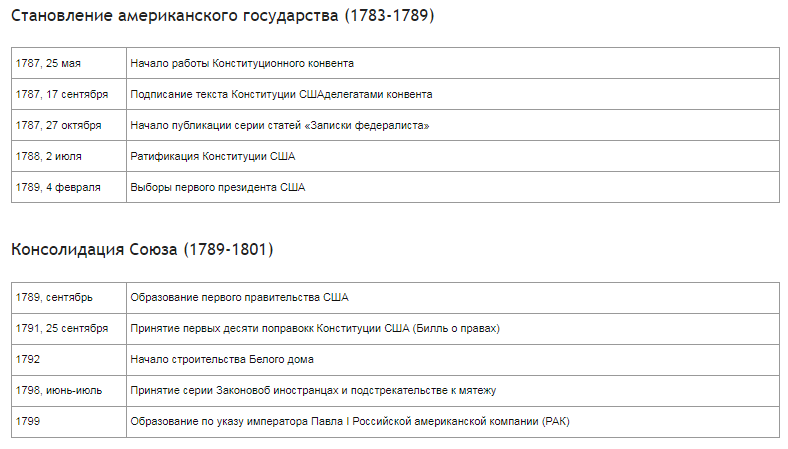 Становление американского государства (1783-1789)
1787, 25 мая Начало работы Конституционного конвента
1787, 17 сентября Подписание текста Конституции СШАделегатами конвента
1787, 27 октября Начало публикации серии статей «Записки федералиста»
1788, 2 июля Ратификация Конституции США
1789, 4 февраля Выборы первого президента США
Консолидация Союза (1789-1801)
1789, сентябрь Образование первого правительства США
1791, 25 сентября Принятие первых десяти поправокк Конституции США (Билль о правах)
1792 Начало строительства Белого дома
1798, июнь-июль Принятие серии Законовоб иностранцах и подстрекательстве к мятежу
1799 Образование по указу императора Павла I Российской американской компании (РАК)